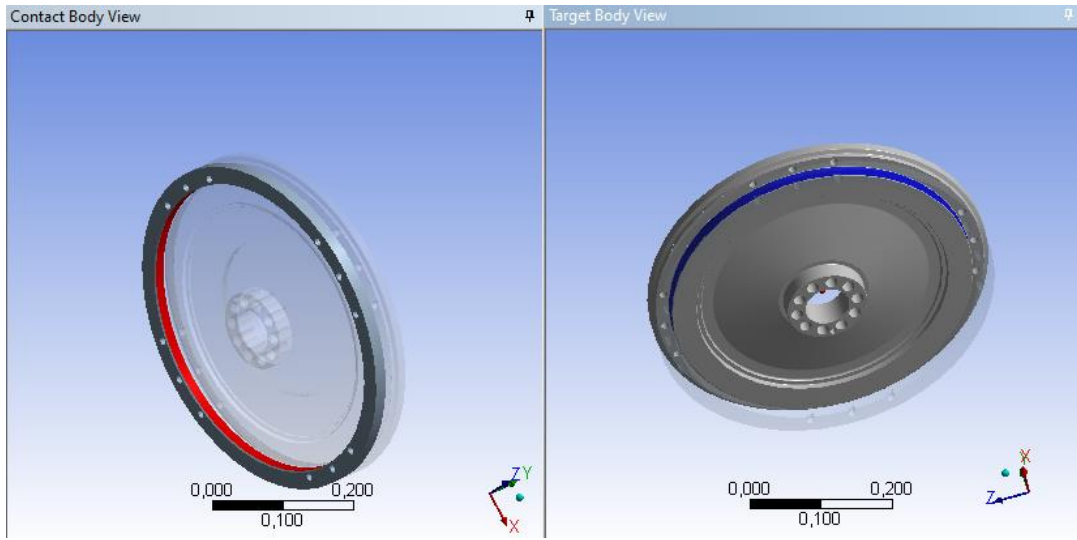 Contact Body View
Target Body View
Z Y
X
0,000 0,200
0,100
Y
X
Z
0,000 0,200
0,100